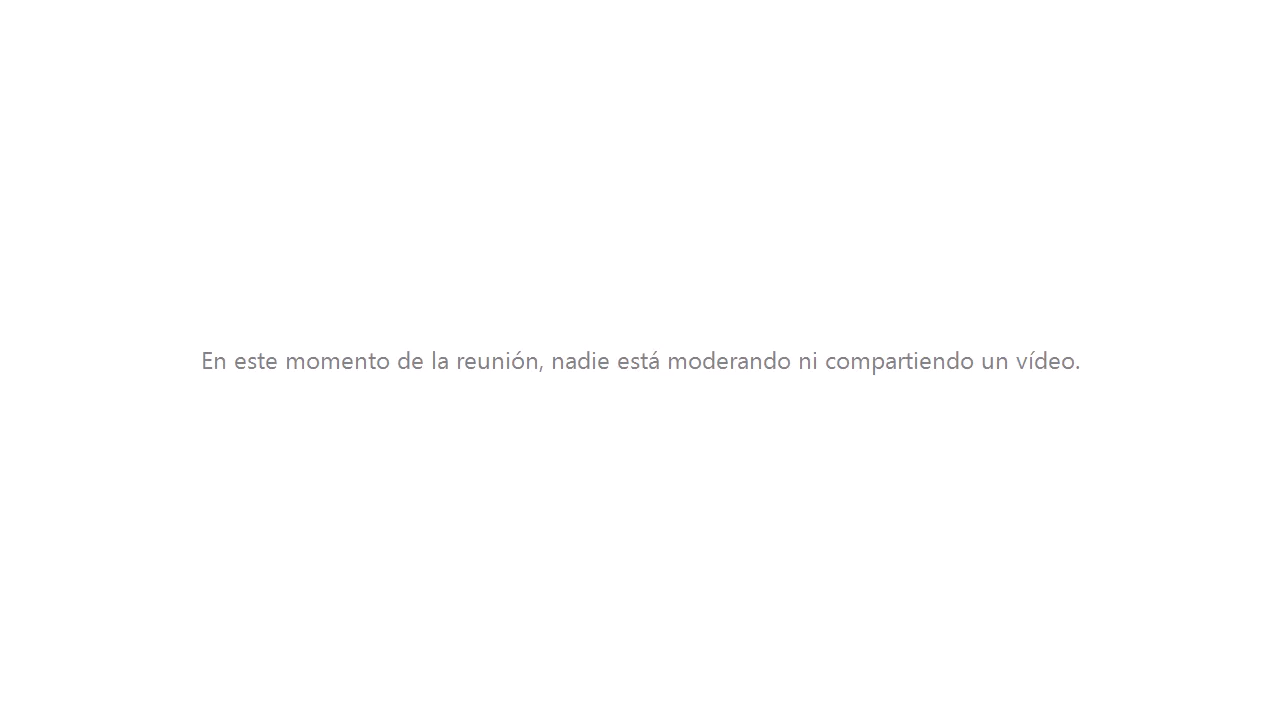 En este momento de la reunión, nadie está moderando ni compartiendo un vídeo.